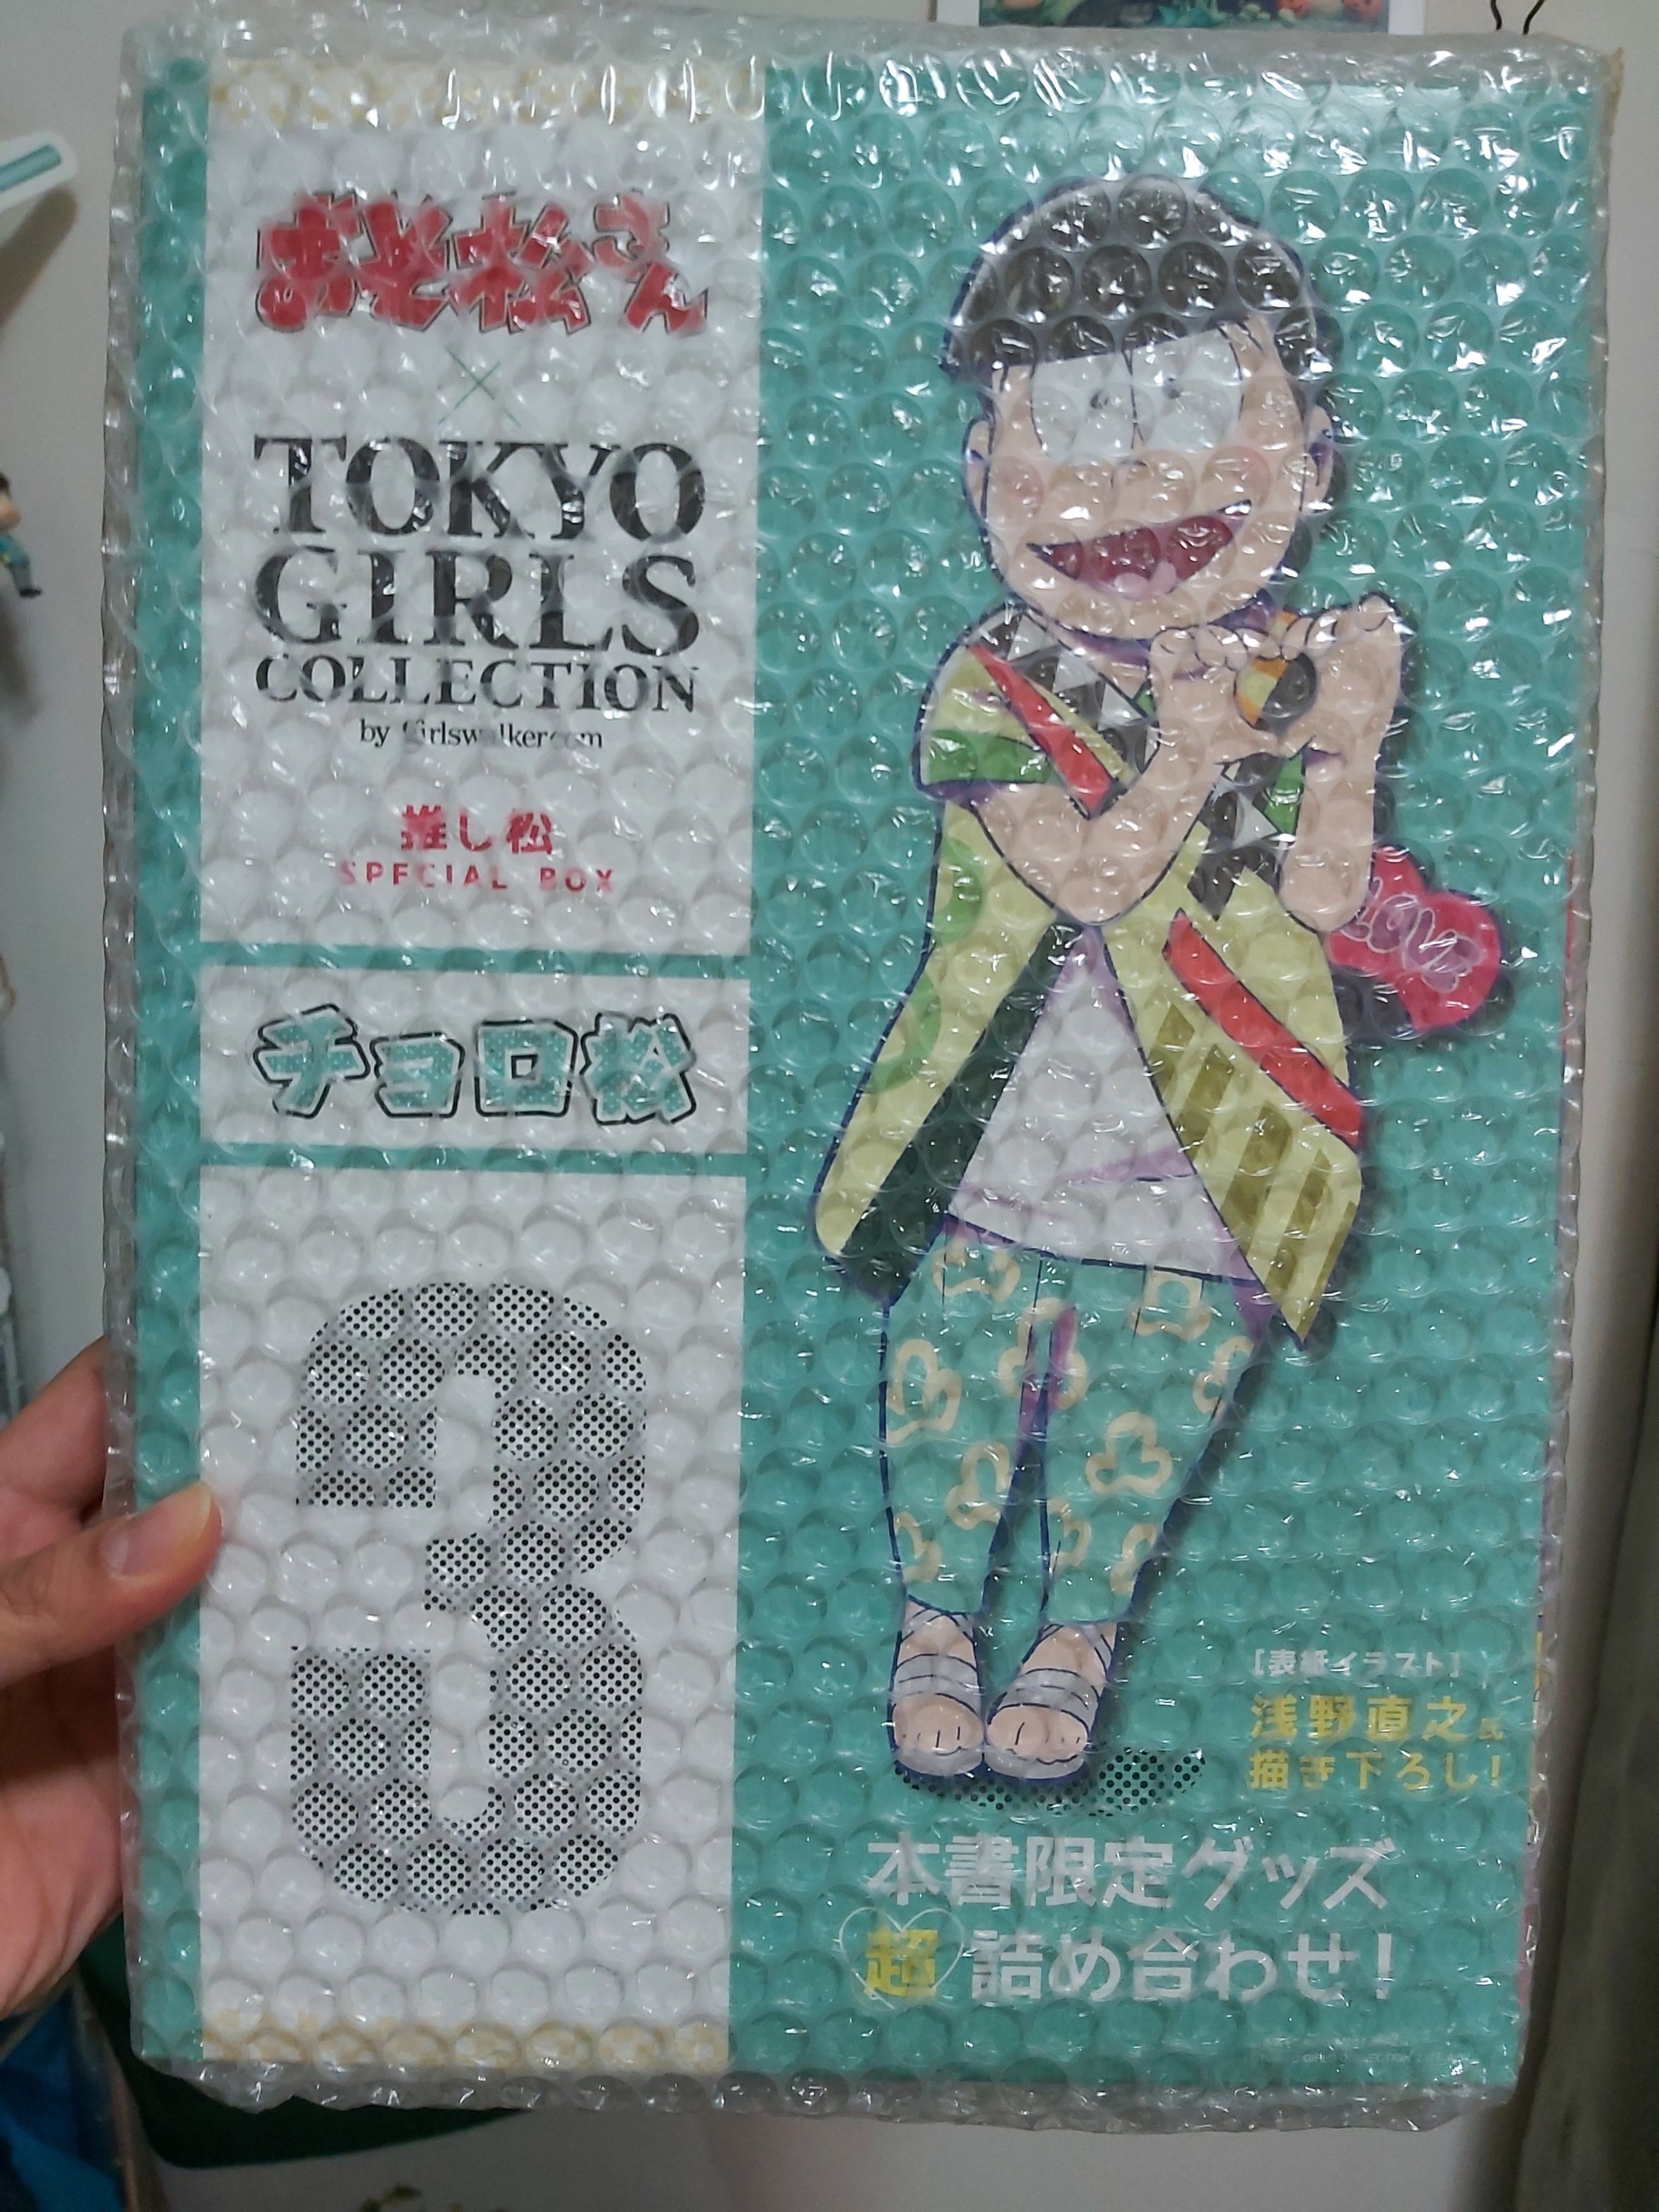 おそ松さん
×
TOKYO
GIRLS
COLLECTION
by Girlswalker.com
推し松
SPECIAL BOX
チョロ松
3
LOVE
[表紙イラスト]
浅野直之氏
描き下ろし!
本書限定グッズ
超詰め合わせ!